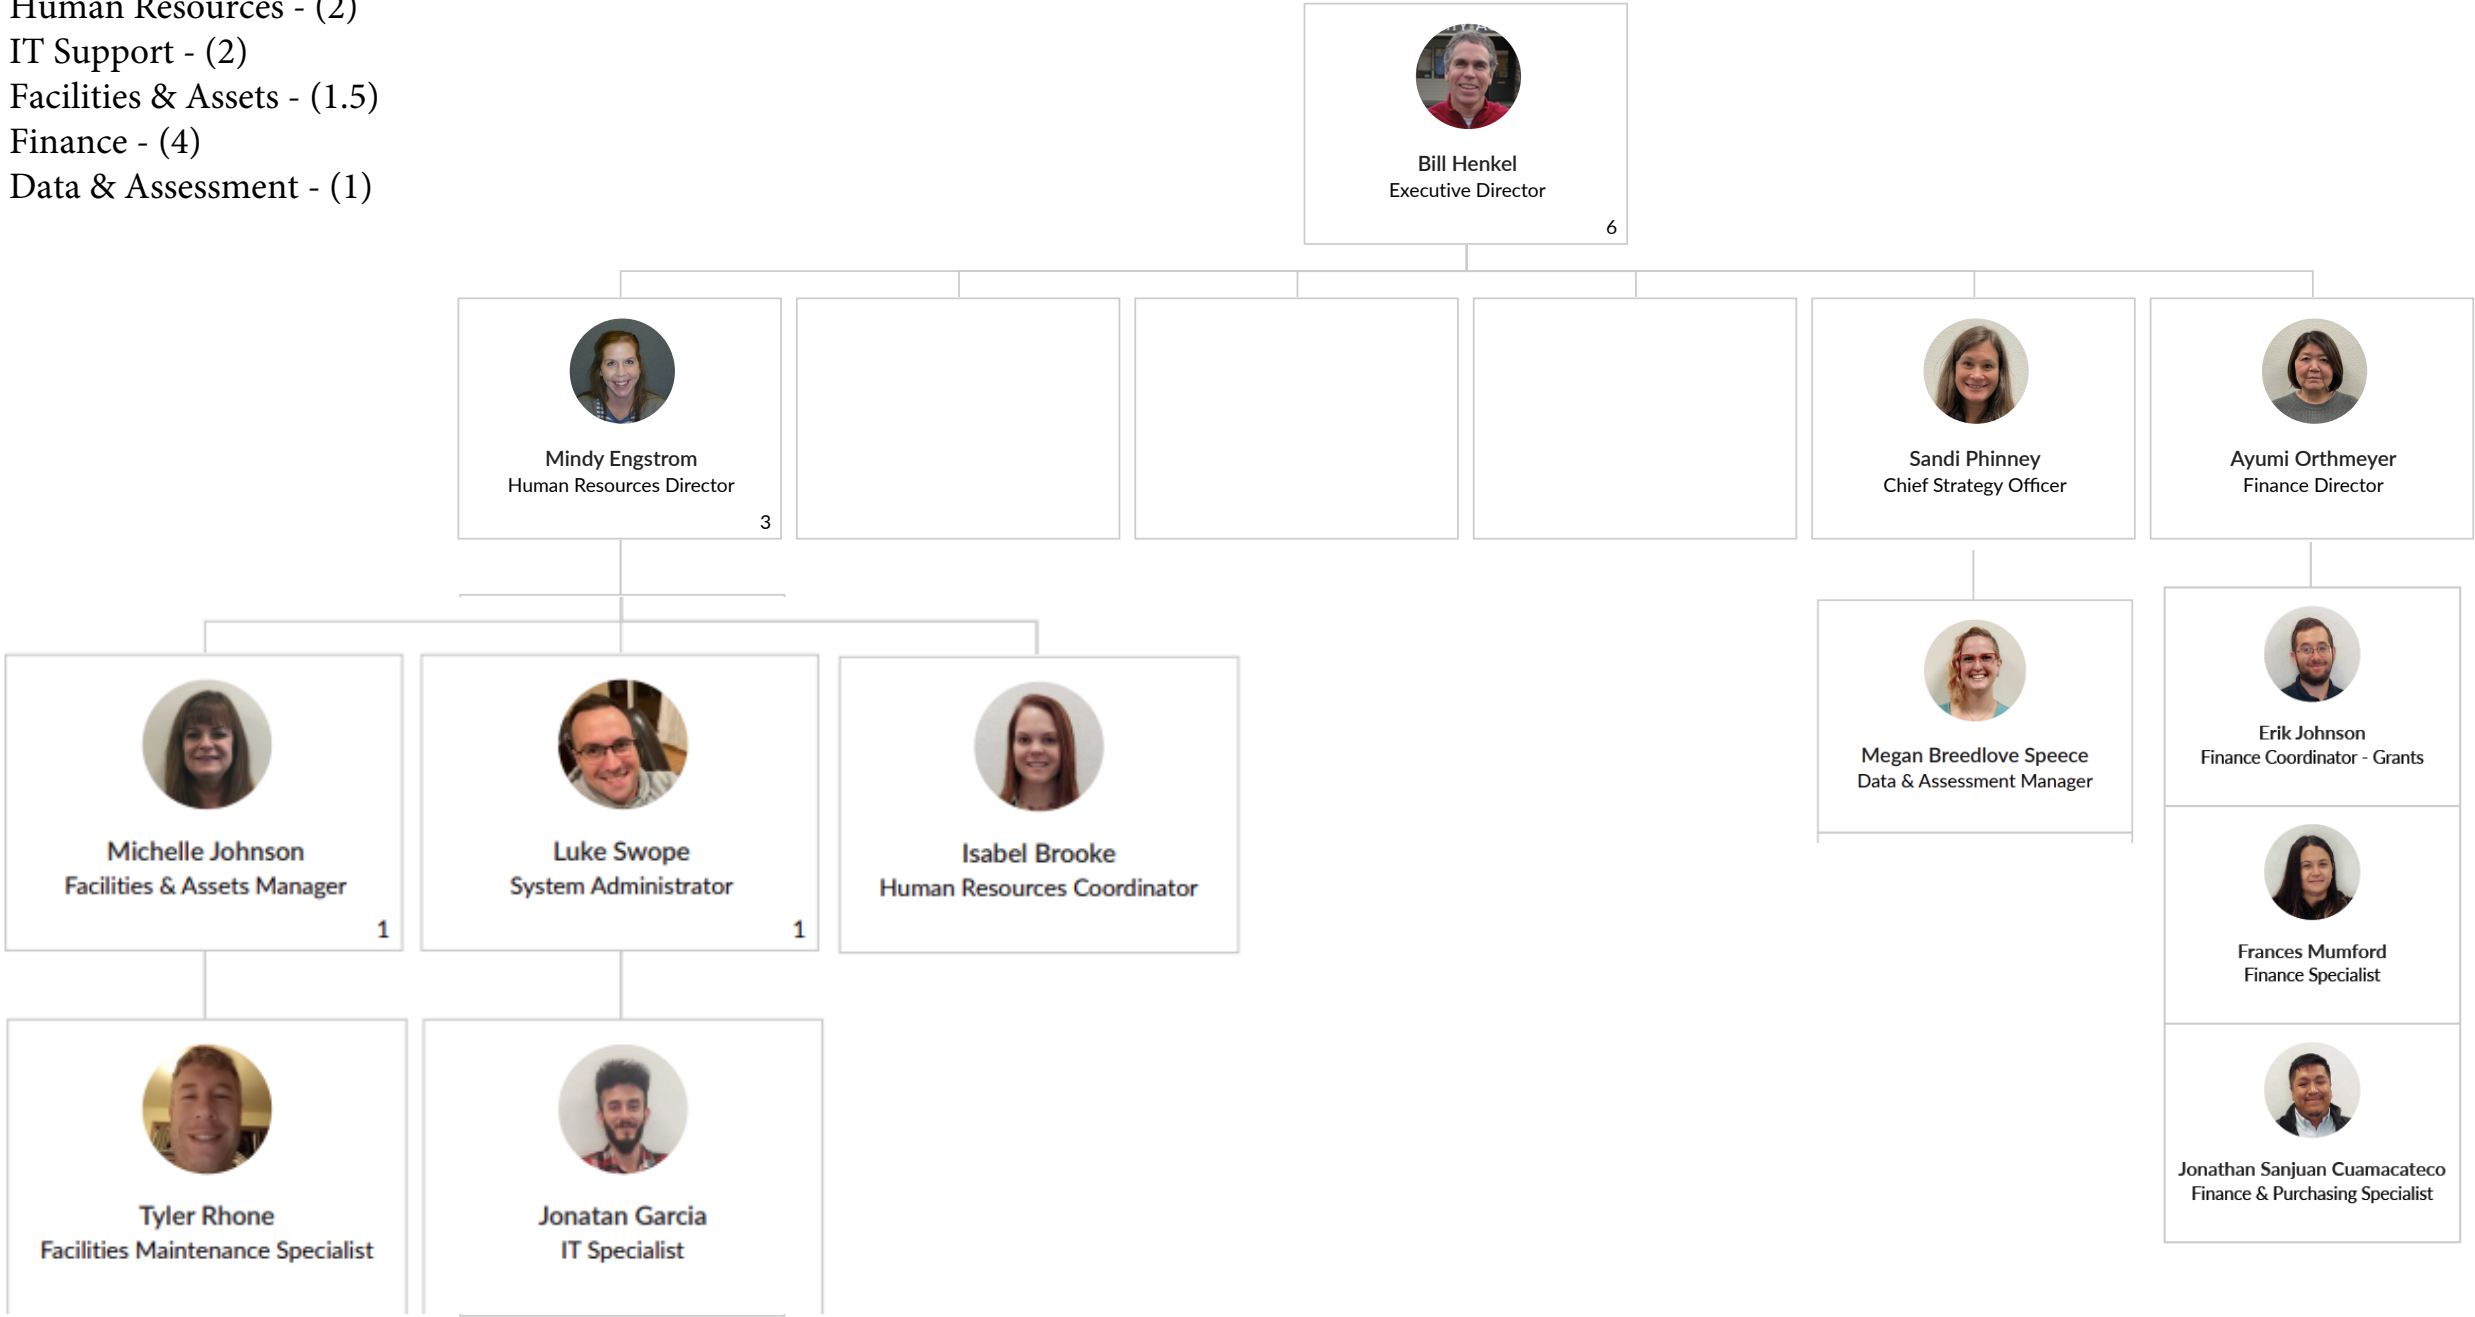 Human Resources - (2)
IT Support - (2)
Facilities & Assets - (1.5)
Finance - (4)
Data & Assessment - (1)
Bill Henkel
Executive Director
6
Mindy Engstrom
Human Resources Director
3
Sandi Phinney
Chief Strategy Officer
Ayumi Orthmeyer
Finance Director
Michelle Johnson
Facilities & Assets Manager
1
Luke Swope
System Administrator
1
Isabel Brooke
Human Resources Coordinator
Megan Breedlove Speece
Data & Assessment Manager
Erik Johnson
Finance Coordinator - Grants
Frances Mumford
Finance Specialist
Tyler Rhone
Facilities Maintenance Specialist
Jonatan Garcia
IT Specialist
Jonathan Sanjuan Cuamacateco
Finance & Purchasing Specialist